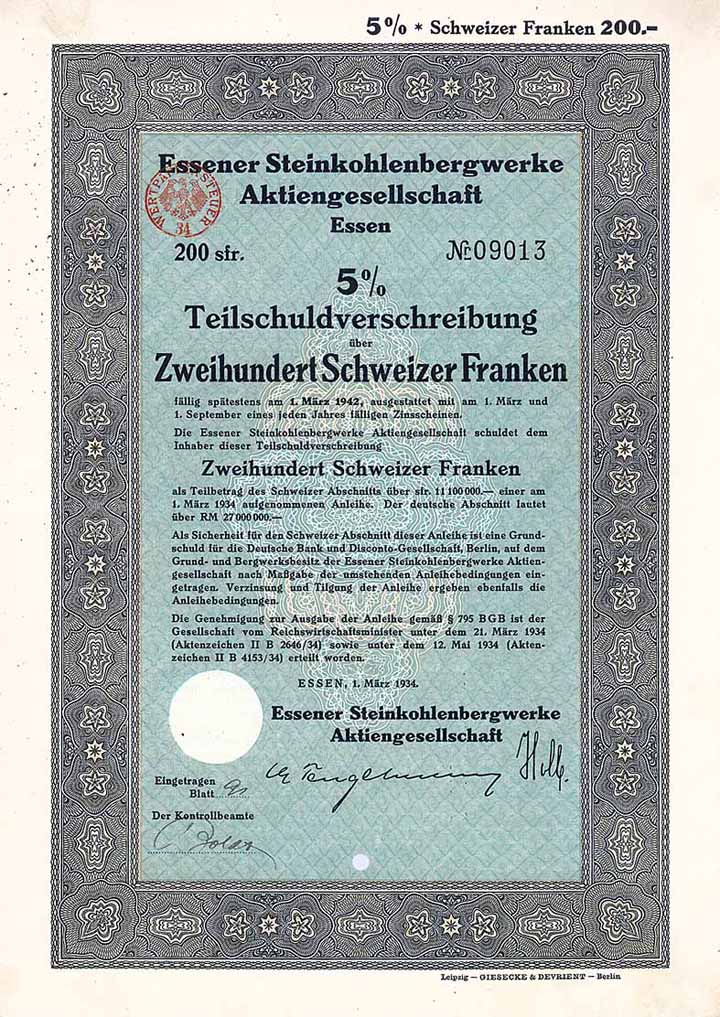 5% * Schweizer Franken 200.–
Essener Steinkohlenbergwerke
Aktiengesellschaft
Essen
WERTPAPIERSTEUER
34
200 sfr.
№ 09013
5%
Teilschuldverschreibung
über
Zweihundert Schweizer Franken
fällig spätestens am 1. März 1942, ausgestattet mit am 1. März und
1. September eines jeden Jahres fälligen Zinsscheinen.
Die Essener Steinkohlenbergwerke Aktiengesellschaft schuldet dem
Inhaber dieser Teilschuldverschreibung
Zweihundert Schweizer Franken
als Teilbetrag des Schweizer Abschnitts über sfr. 11 100 000.— einer am
1. März 1934 aufgenommenen Anleihe. Der deutsche Abschnitt lautet
über RM 27 000 000.—
Als Sicherheit für den Schweizer Abschnitt dieser Anleihe ist eine Grund-
schuld für die Deutsche Bank und Disconto-Gesellschaft, Berlin, auf dem
Grund- und Bergwerksbesitz der Essener Steinkohlenbergwerke Aktien-
gesellschaft nach Maßgabe der umstehenden Anleihebedingungen ein-
getragen. Verzinsung und Tilgung der Anleihe ergeben ebenfalls die
Anleihebedingungen.
Die Genehmigung zur Ausgabe der Anleihe gemäß § 795 BGB ist der
Gesellschaft vom Reichswirtschaftsminister unter dem 21. März 1934
(Aktenzeichen II B 2646/34) sowie unter dem 12. Mai 1934 (Akten-
zeichen II B 4153/34) erteilt worden.
ESSEN, 1. März 1934.
Essener Steinkohlenbergwerke
Aktiengesellschaft
Eingetragen
Blatt
Der Kontrollbeamte
Leipzig — GIESECKE & DEVRIENT — Berlin